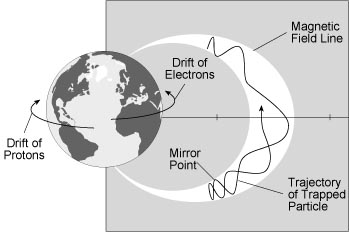 Magnetic
Field Line
Drift of
Electrons
Drift of
Protons
Mirror
Point
Trajectory
of Trapped
Particle